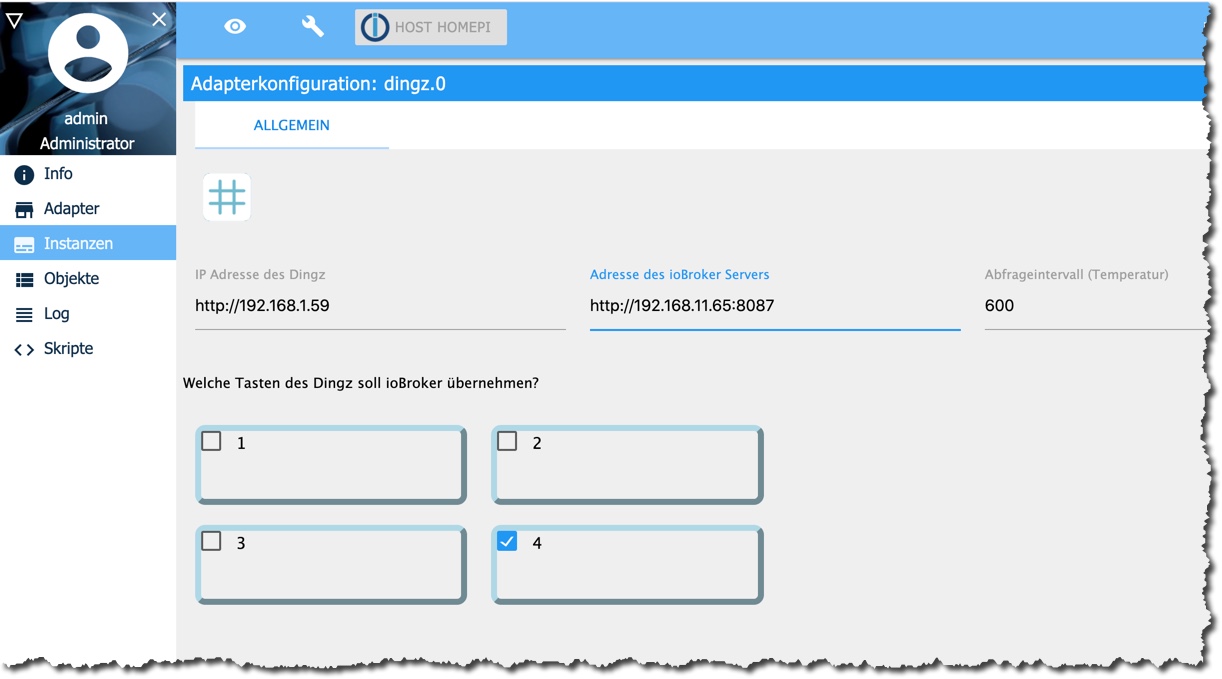 HOST HOMEPI
Adapterkonfiguration: dingz.0
admin
Administrator
ALLGEMEIN
Info
Adapter
Instanzen
Objekte
Log
Skripte
IP Adresse des Dingz
Adresse des ioBroker Servers
Abfrageintervall (Temperatur)
http://192.168.1.59
http://192.168.11.65:8087
600
Welche Tasten des Dingz soll ioBroker übernehmen?
1
2
3
4